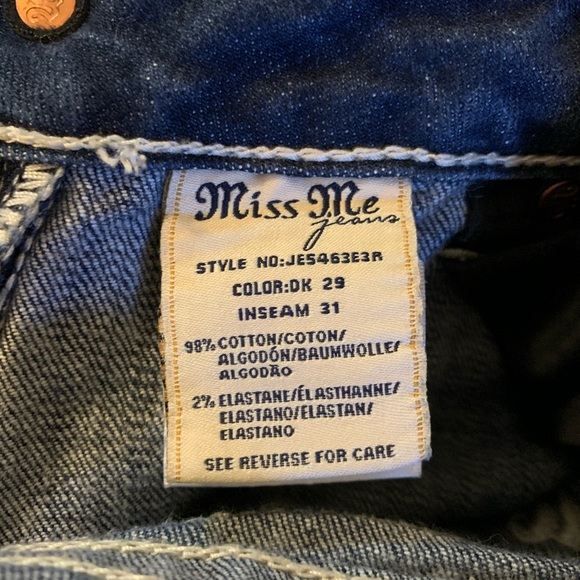 Miss Me
jeans
STYLE NO:JE5463E3R
COLOR:DK 29
INSEAM 31
98% COTTON/COTON/
ALGODÓN/BAUMWOLLE/
ALGODÃO
2% ELASTANE/ÉLASTHANNE/
ELASTANO/ELASTAN/
ELASTANO
SEE REVERSE FOR CARE